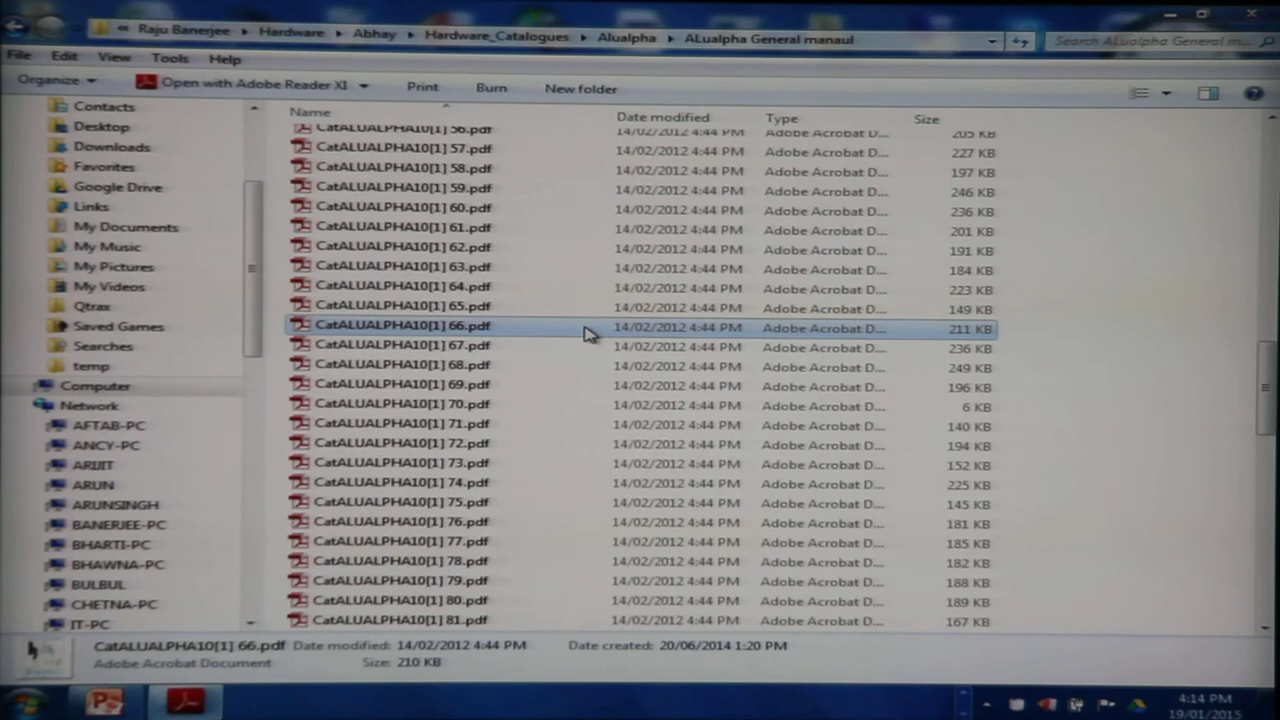 « Raju Banerjee ▸ Hardware ▸ Abhay ▸ Hardware_Catalogues ▸ Alualpha ▸ ALualpha General manaul
Search ALualpha General m...
File Edit View Tools Help
Organize Open with Adobe Reader XI Print Burn New folder
Contacts
Desktop
Downloads
Favorites
Google Drive
Links
My Documents
My Music
My Pictures
My Videos
Qtrax
Saved Games
Searches
temp
Computer
Network
AFTAB-PC
ANCY-PC
ARIJIT
ARUN
ARUNSINGH
BANERJEE-PC
BHARTI-PC
BHAWNA-PC
BULBUL
CHETNA-PC
IT-PC
Name Date modified Type Size
CatALUALPHA10[1] 56.pdf 14/02/2012 4:44 PM Adobe Acrobat D... 205 KB
CatALUALPHA10[1] 57.pdf 14/02/2012 4:44 PM Adobe Acrobat D... 227 KB
CatALUALPHA10[1] 58.pdf 14/02/2012 4:44 PM Adobe Acrobat D... 197 KB
CatALUALPHA10[1] 59.pdf 14/02/2012 4:44 PM Adobe Acrobat D... 246 KB
CatALUALPHA10[1] 60.pdf 14/02/2012 4:44 PM Adobe Acrobat D... 236 KB
CatALUALPHA10[1] 61.pdf 14/02/2012 4:44 PM Adobe Acrobat D... 201 KB
CatALUALPHA10[1] 62.pdf 14/02/2012 4:44 PM Adobe Acrobat D... 191 KB
CatALUALPHA10[1] 63.pdf 14/02/2012 4:44 PM Adobe Acrobat D... 184 KB
CatALUALPHA10[1] 64.pdf 14/02/2012 4:44 PM Adobe Acrobat D... 223 KB
CatALUALPHA10[1] 65.pdf 14/02/2012 4:44 PM Adobe Acrobat D... 149 KB
CatALUALPHA10[1] 66.pdf 14/02/2012 4:44 PM Adobe Acrobat D... 211 KB
CatALUALPHA10[1] 67.pdf 14/02/2012 4:44 PM Adobe Acrobat D... 236 KB
CatALUALPHA10[1] 68.pdf 14/02/2012 4:44 PM Adobe Acrobat D... 249 KB
CatALUALPHA10[1] 69.pdf 14/02/2012 4:44 PM Adobe Acrobat D... 196 KB
CatALUALPHA10[1] 70.pdf 14/02/2012 4:44 PM Adobe Acrobat D... 6 KB
CatALUALPHA10[1] 71.pdf 14/02/2012 4:44 PM Adobe Acrobat D... 140 KB
CatALUALPHA10[1] 72.pdf 14/02/2012 4:44 PM Adobe Acrobat D... 194 KB
CatALUALPHA10[1] 73.pdf 14/02/2012 4:44 PM Adobe Acrobat D... 152 KB
CatALUALPHA10[1] 74.pdf 14/02/2012 4:44 PM Adobe Acrobat D... 225 KB
CatALUALPHA10[1] 75.pdf 14/02/2012 4:44 PM Adobe Acrobat D... 145 KB
CatALUALPHA10[1] 76.pdf 14/02/2012 4:44 PM Adobe Acrobat D... 181 KB
CatALUALPHA10[1] 77.pdf 14/02/2012 4:44 PM Adobe Acrobat D... 185 KB
CatALUALPHA10[1] 78.pdf 14/02/2012 4:44 PM Adobe Acrobat D... 182 KB
CatALUALPHA10[1] 79.pdf 14/02/2012 4:44 PM Adobe Acrobat D... 188 KB
CatALUALPHA10[1] 80.pdf 14/02/2012 4:44 PM Adobe Acrobat D... 189 KB
CatALUALPHA10[1] 81.pdf 14/02/2012 4:44 PM Adobe Acrobat D... 167 KB
CatALUALPHA10[1] 66.pdf Date modified: 14/02/2012 4:44 PM Date created: 20/06/2014 1:20 PM
Adobe Acrobat Document Size: 210 KB
4:14 PM
19/01/2015